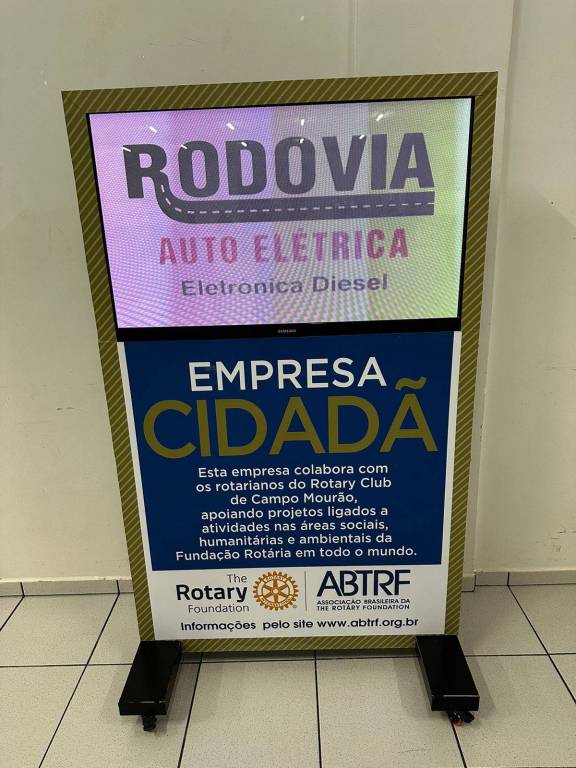 RODOVIA
AUTO ELÉTRICA
Eletronica Diesel
SAMSUNG
EMPRESA
CIDADÃ
Esta empresa colabora com
os rotarianos do Rotary Club
de Campo Mourão,
apoiando projetos ligados a
atividades nas áreas sociais,
humanitárias e ambientais da
Fundação Rotária em todo o mundo.
The
Rotary
Foundation
ABTRF
ASSOCIAÇÃO BRASILEIRA DA
THE ROTARY FOUNDATION
Informações pelo site www.abtrf.org.br